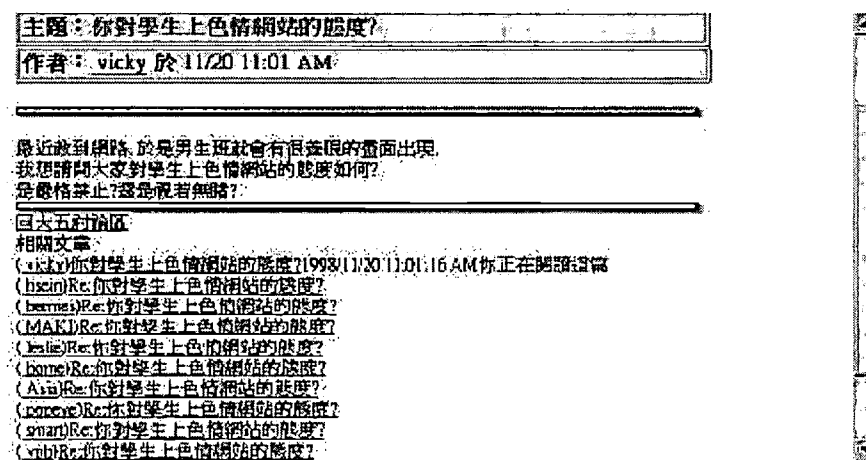 主題：你對學生上色情網站的態度?
作者： vicky 於 11/20 11:01 AM
最近教到網路,於是男生班就會有很養眼的畫面出現,
我想請問大家對學生上色情網站的態度如何?
是嚴格禁止?還是視若無睹?
回大五討論區
相關文章:
( vicky)你對學生上色情網站的態度?1998/11/20 11:01:16 AM你正在閱讀這篇
( hsein)Re:你對學生上色情網站的態度?
( hermes)Re:你對學生上色情網站的態度?
( MAKI)Re:你對學生上色情網站的態度?
( leslie)Re:你對學生上色情網站的態度?
( home)Re:你對學生上色情網站的態度?
( Asia)Re:你對學生上色情網站的態度?
( popeye)Re:你對學生上色情網站的態度?
( smart)Re:你對學生上色情網站的態度?
Re:你對學生上色情網站的態度?